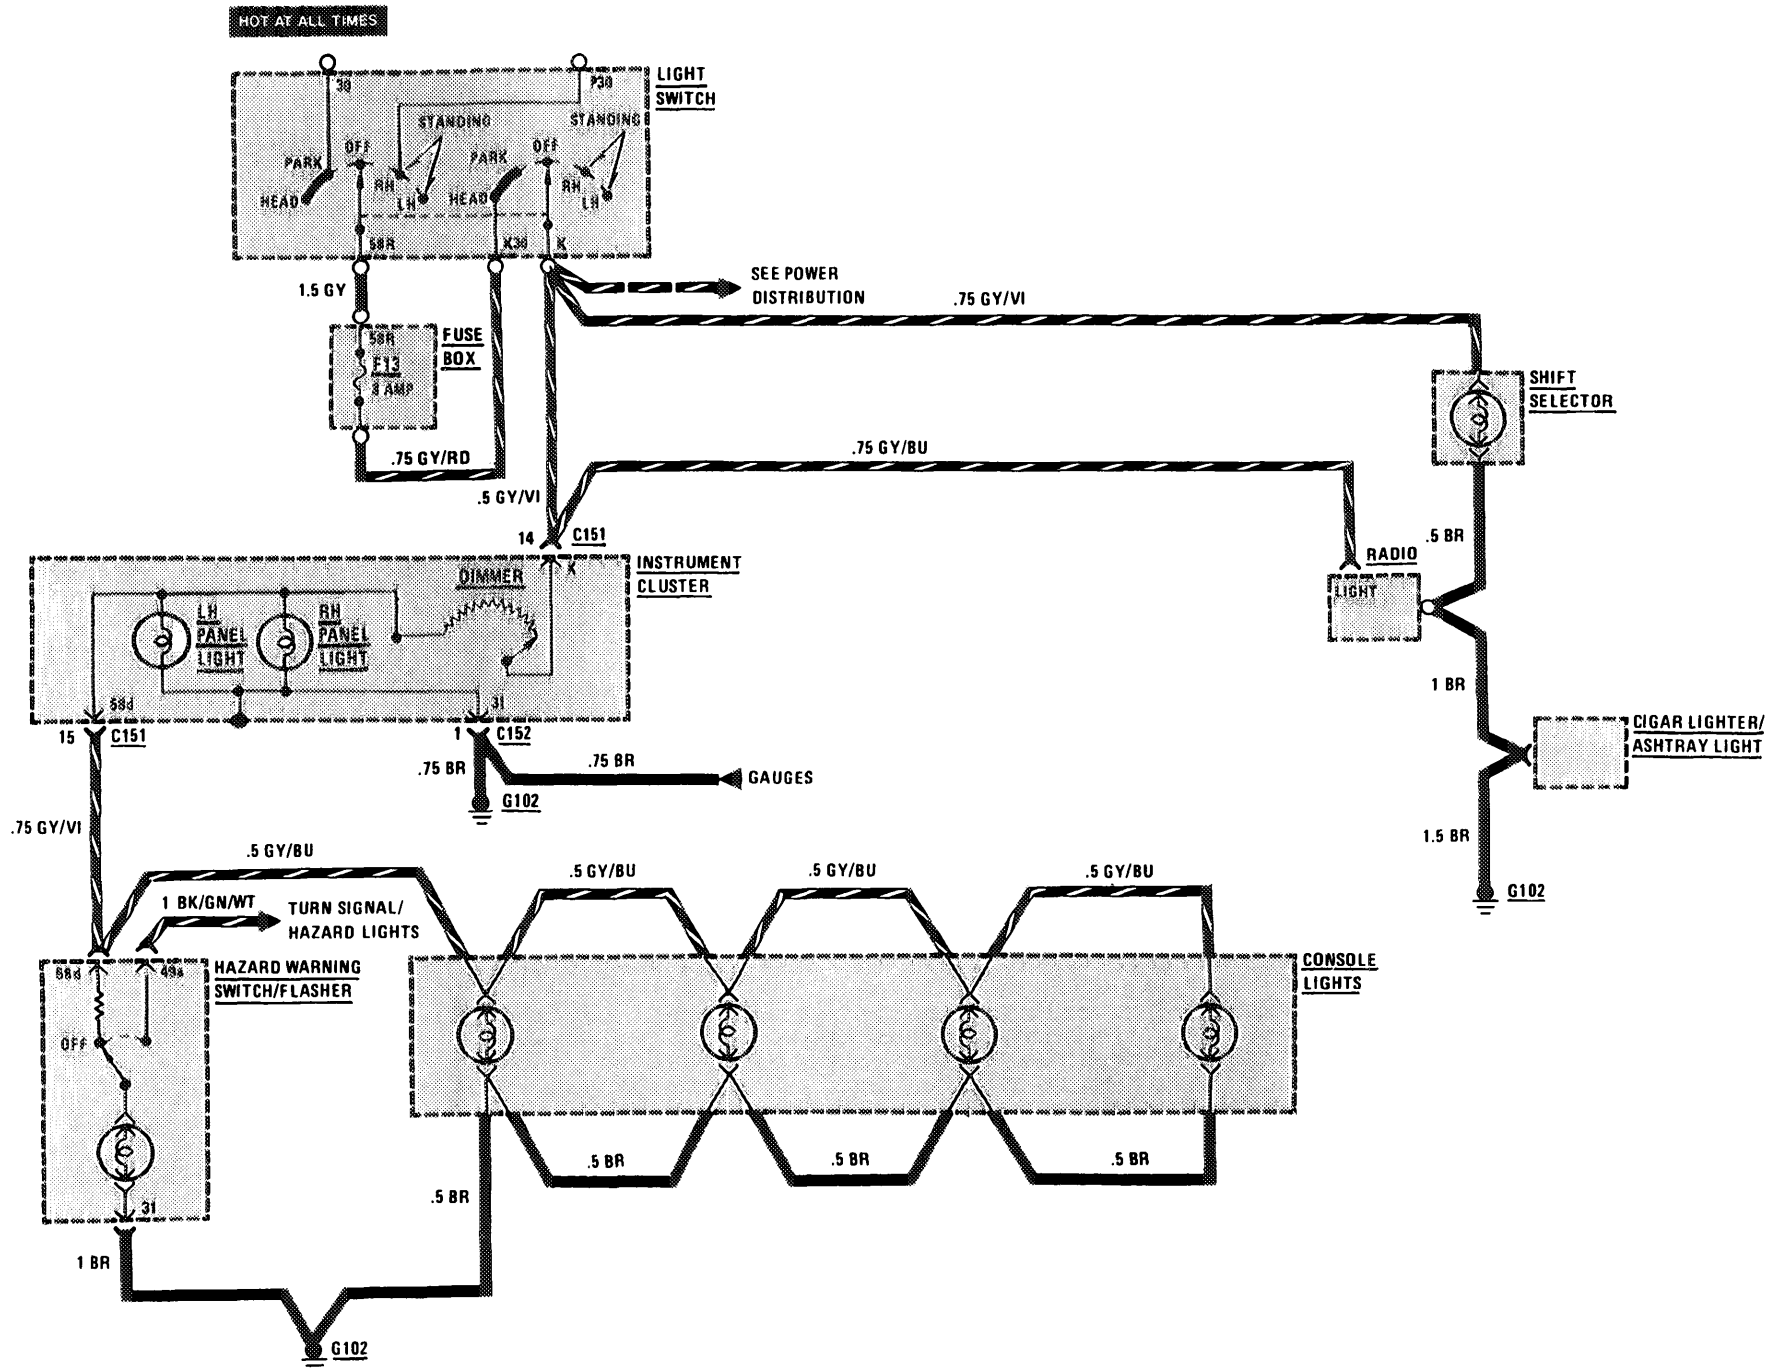 HOT AT ALL TIMES
30
P30
LIGHT
SWITCH
STANDING
STANDING
OFF
OFF
PARK
PARK
RH
RH
HEAD
LH
HEAD
LH
58R
X30
K
1.5 GY
SEE POWER
DISTRIBUTION
.75 GY/VI
58R
F13
8 AMP
FUSE
BOX
SHIFT
SELECTOR
.75 GY/RD
.75 GY/BU
.5 GY/VI
14
C151
.5 BR
RADIO
LIGHT
INSTRUMENT
CLUSTER
DIMMER
K
LH
PANEL
LIGHT
RH
PANEL
LIGHT
1 BR
58d
31
15
C151
1
C152
CIGAR LIGHTER/
ASHTRAY LIGHT
.75 BR
.75 BR
GAUGES
G102
.75 GY/VI
1.5 BR
G102
.5 GY/BU
.5 GY/BU
.5 GY/BU
.5 GY/BU
1 BK/GN/WT
TURN SIGNAL/
HAZARD LIGHTS
58d
49a
HAZARD WARNING
SWITCH/FLASHER
CONSOLE
LIGHTS
OFF
.5 BR
.5 BR
.5 BR
.5 BR
31
1 BR
G102